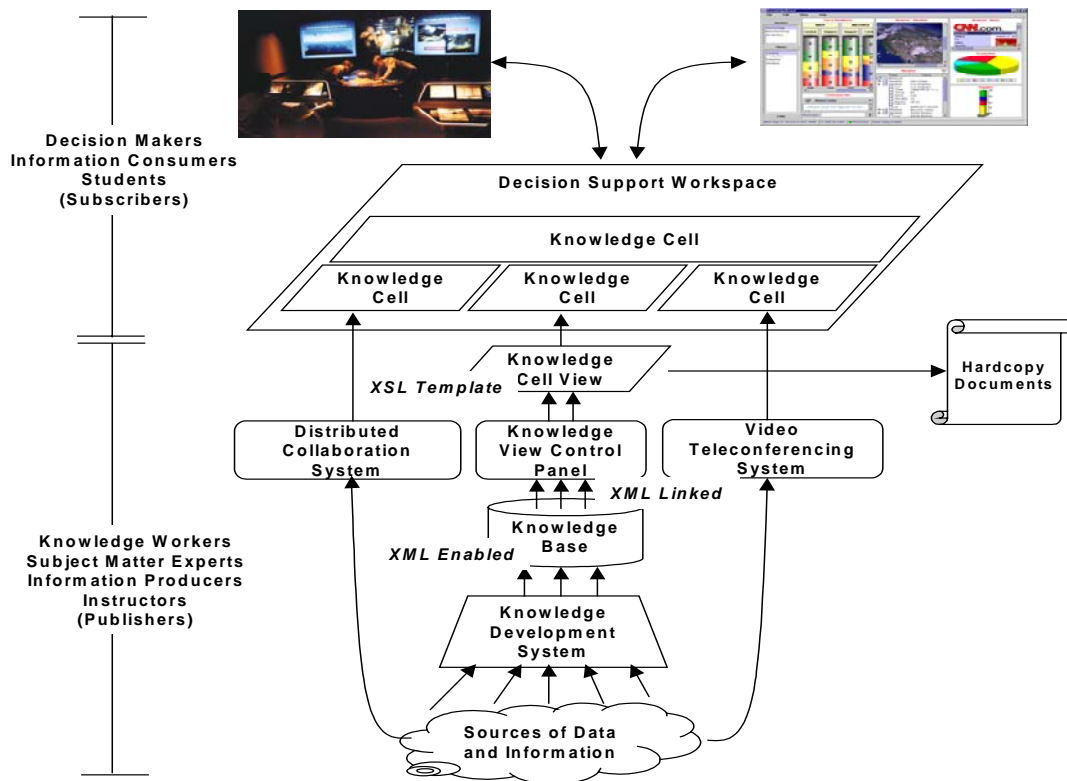 CNN.com
Decision Makers
Information Consumers
Students
(Subscribers)
Decision Support Workspace
Knowledge Cell
Knowledge
Cell
Knowledge
Cell
Knowledge
Cell
Knowledge
Cell View
XSL Template
Hardcopy
Documents
Distributed
Collaboration
System
Knowledge
View Control
Panel
Video
Teleconferencing
System
XML Linked
Knowledge
Base
XML Enabled
Knowledge Workers
Subject Matter Experts
Information Producers
Instructors
(Publishers)
Knowledge
Development
System
Sources of Data
and Information